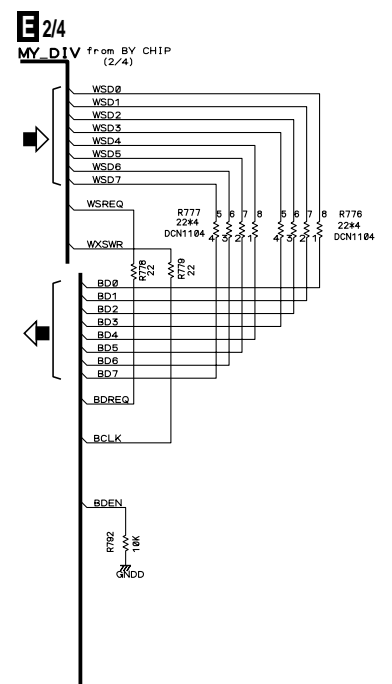 E 2/4
MY_DIV from BY CHIP
(2/4)
WSD0
WSD1
WSD2
WSD3
WSD4
WSD5
WSD6
WSD7
R777 5 6 7 8 5 6 7 8 R776
22*4 22*4
DCN1104 4 3 2 1 4 3 2 1 DCN1104
WSREQ
WXSWR
R778
22
R779
22
BD0
BD1
BD2
BD3
BD4
BD5
BD6
BD7
BDREQ
BCLK
BDEN
R792
10K
GNDD